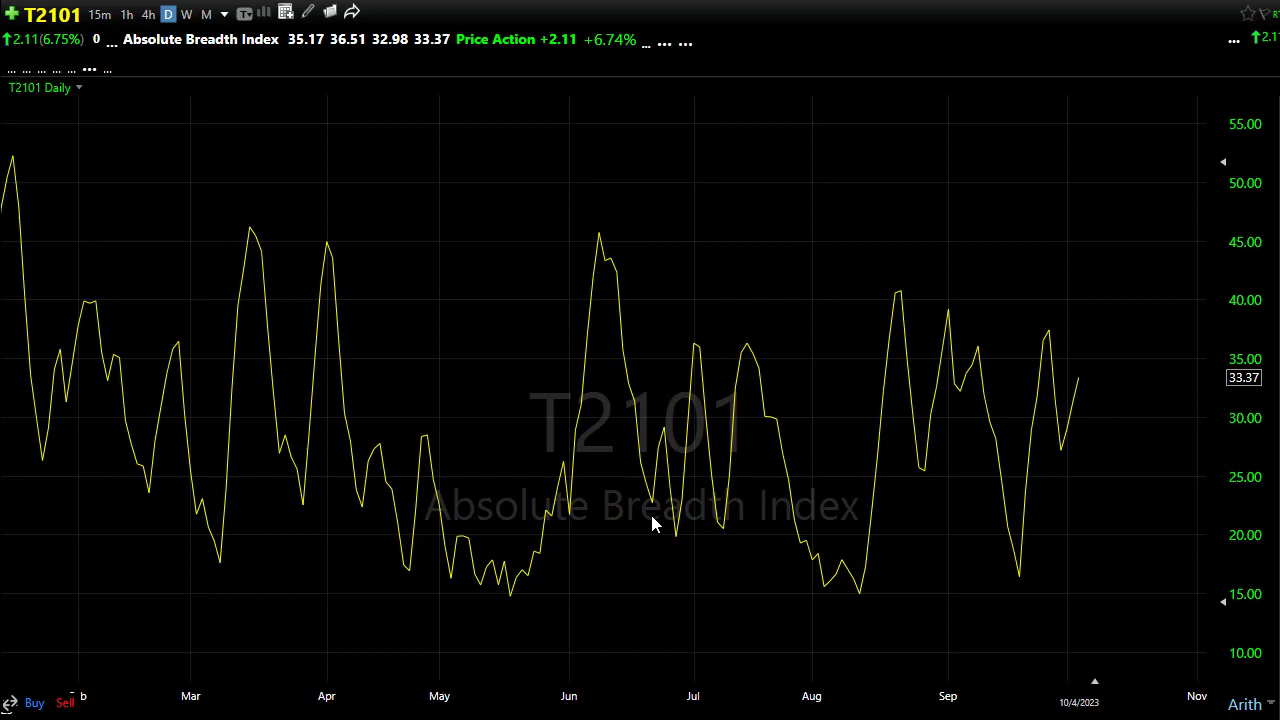 T2101 15m 1h 4h D W M
2.11(6.75%) 0 ... Absolute Breadth Index 35.17 36.51 32.98 33.37 Price Action +2.11 +6.74% ... ... ... ... 2.11
... ... ... ... ... ... ...
T2101 Daily
55.00
50.00
45.00
40.00
35.00
33.37
30.00
25.00
20.00
15.00
10.00
T2101
Absolute Breadth Index
Mar Apr May Jun Jul Aug Sep Nov
Buy Sell 10/4/2023 Arith